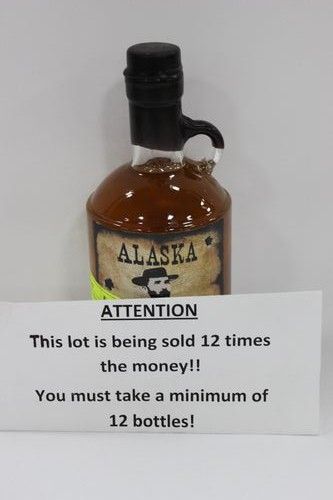 ALASKA
ATTENTION
This lot is being sold 12 times
the money!!
You must take a minimum of
12 bottles!